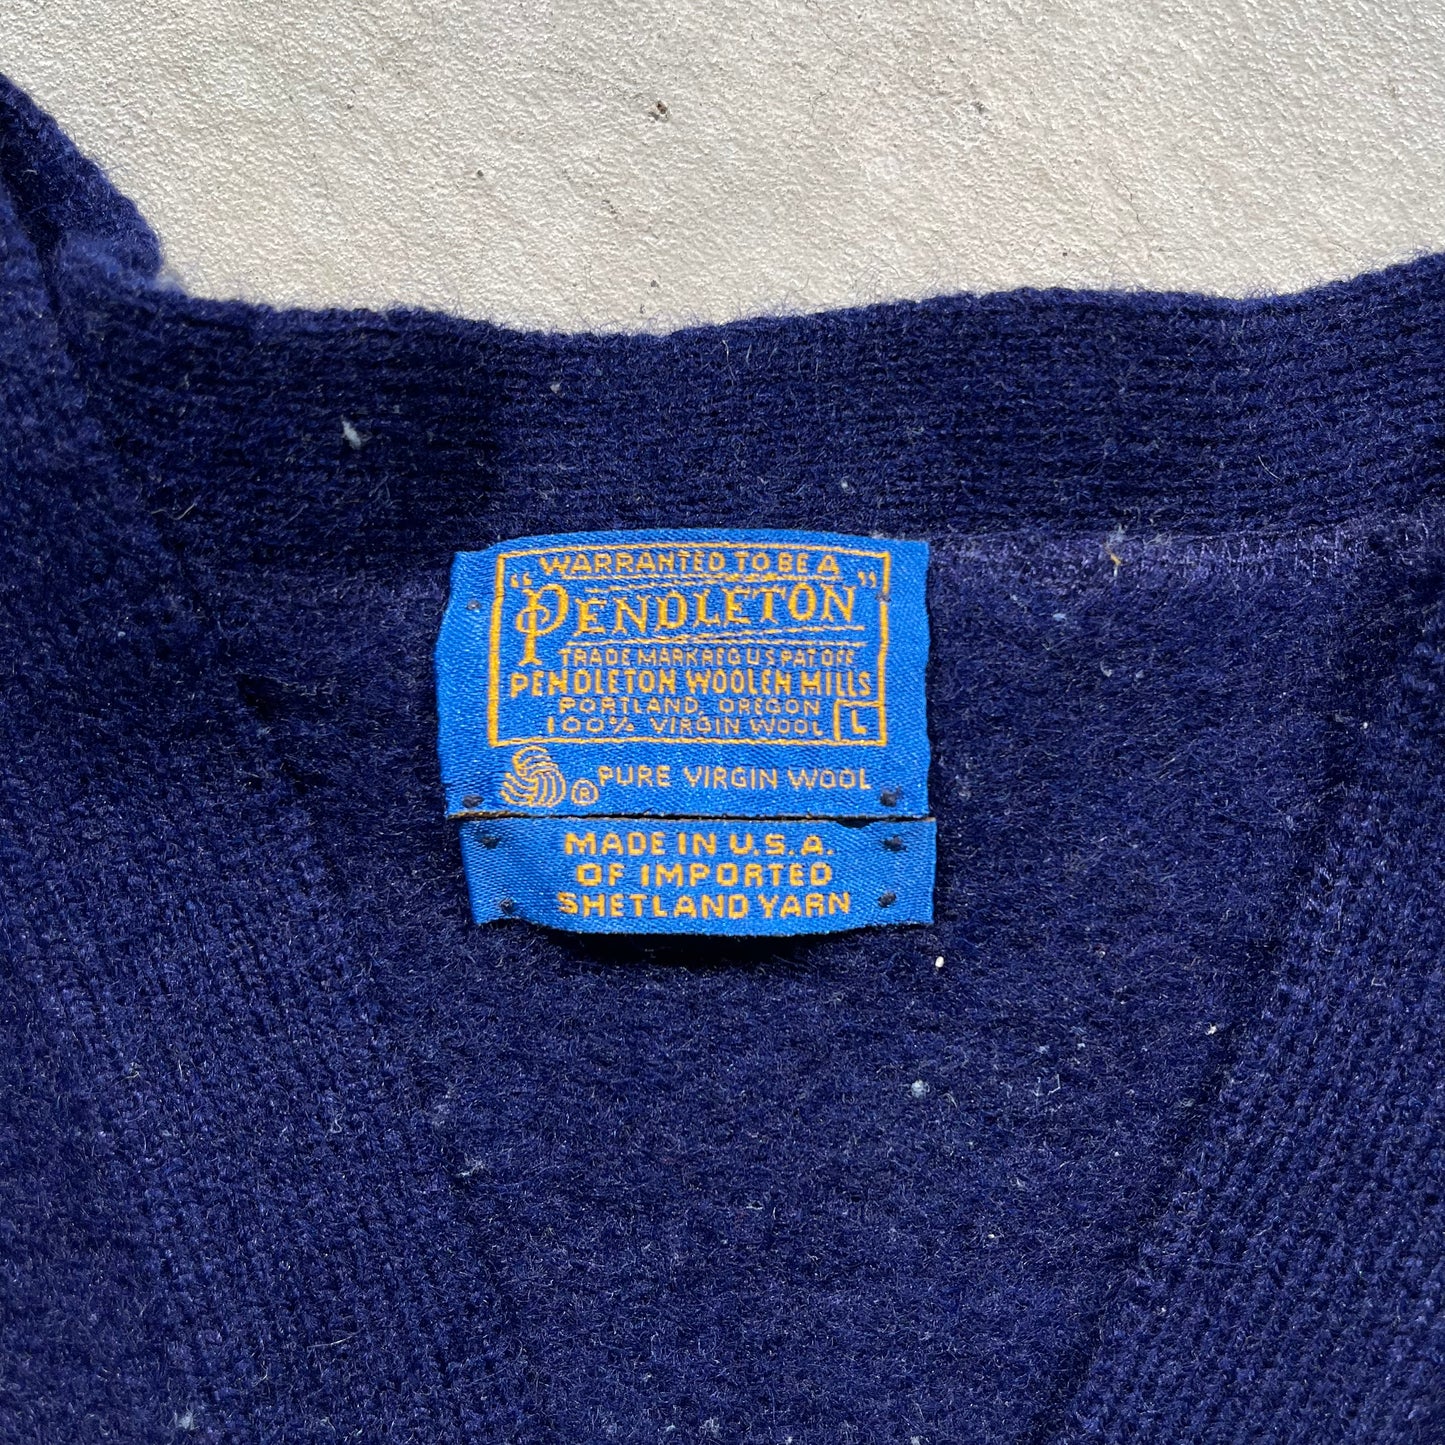 WARRANTED TO BE A
"PENDLETON"
TRADE MARK REG U S PAT OFF
PENDLETON WOOLEN MILLS
PORTLAND, OREGON
100% VIRGIN WOOL L
® PURE VIRGIN WOOL
MADE IN U.S.A.
OF IMPORTED
SHETLAND YARN